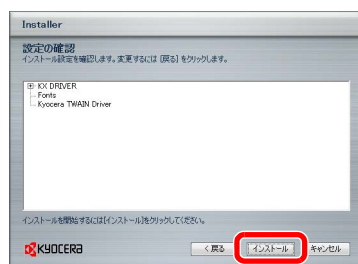 Installer
設定の確認
インストール設定を確認します。変更するには [戻る] をクリックします。
KX DRIVER
Fonts
Kyocera TWAIN Driver
インストールを開始するには[インストール]をクリックしてください。
KYOCERA
< 戻る
インストール
キャンセル